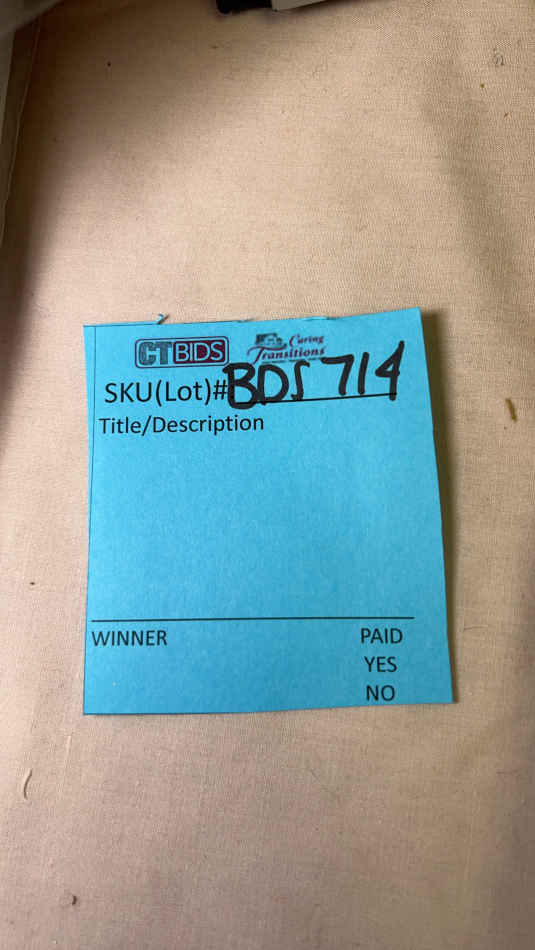 CTBIDS Caring Transitions
SKU(Lot)# BDS 714
Title/Description
WINNER PAID
YES
NO